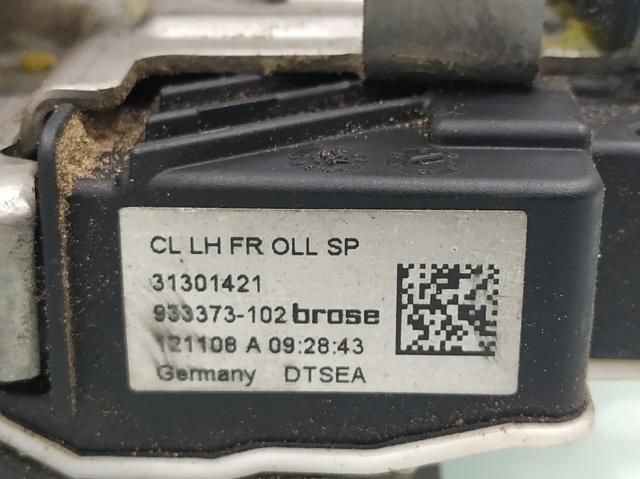 CL LH FR OLL SP
31301421
933373-102 brose
121108 A 09:28:43
Germany DTSEA